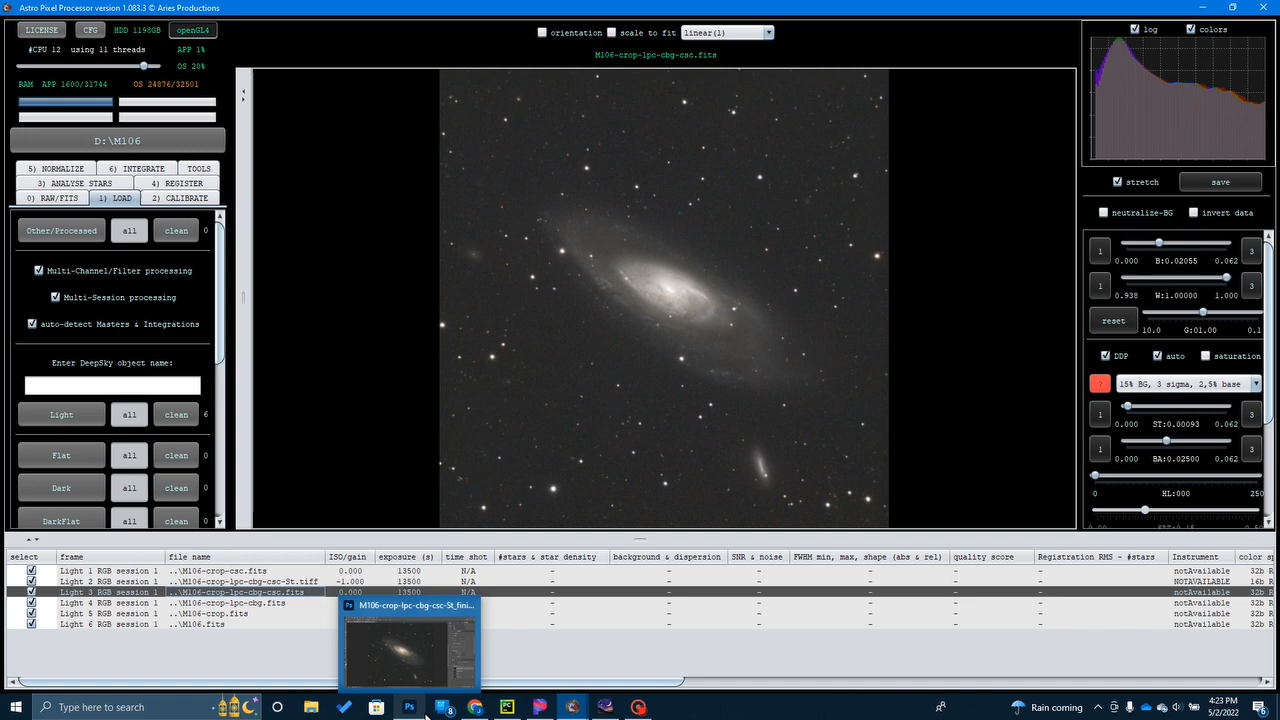 Astro Pixel Processor version 1.083.3 © Aries Productions
LICENSE CFG HDD 1198GB openGL4
#CPU 12 using 11 threads APP 1%
OS 20%
RAM APP 1600/31744 OS 24876/32501
D:\M106
5) NORMALIZE 6) INTEGRATE TOOLS
3) ANALYSE STARS 4) REGISTER
0) RAW/FITS 1) LOAD 2) CALIBRATE
Other/Processed all clean 0
Multi-Channel/Filter processing
Multi-Session processing
auto-detect Masters & Integrations
Enter DeepSky object name:
Light all clean 6
Flat all clean 0
Dark all clean 0
DarkFlat all clean 0
orientation scale to fit linear(l)
M106-crop-lpc-cbg-csc.fits
log colors
stretch save
neutralize-BG invert data
1 3
0.000 B:0.02055 0.062
1 3
0.938 W:1.00000 1.000
reset
10.0 G:01.00 0.1
DDP auto saturation
? 15% BG, 3 sigma, 2,5% base
1 3
0.000 ST:0.00093 0.062
1 3
0.000 BA:0.02500 0.062
0 HL:000 250
select frame file name ISO/gain exposure (s) time shot #stars & star density background & dispersion SNR & noise FWHM min, max, shape (abs & rel) quality score Registration RMS - #stars Instrument color sp
Light 1 RGB session 1 ..\M106-crop-csc.fits 0.000 13500 N/A - - - - - - notAvailable 32b R
Light 2 RGB session 1 ..\M106-crop-lpc-cbg-csc-St.tiff -1.000 13500 N/A - - - - - - NOTAVAILABLE 16b R
Light 3 RGB session 1 ..\M106-crop-lpc-cbg-csc.fits 0.000 13500 N/A - - - - - - notAvailable 32b R
Light 4 RGB session 1 ..\M106-crop-lpc-cbg.fits - - - - - - notAvailable 32b R
Light 5 RGB session 1 ..\M106-crop.fits - - - - - - notAvailable 32b R
Light 6 RGB session 1 ..\M106.fits - - - - - - notAvailable 32b R
Ps M106-crop-lpc-cbg-csc-St_fini...
Type here to search Ps 8 PC Rain coming 4:23 PM
5/2/2022 6